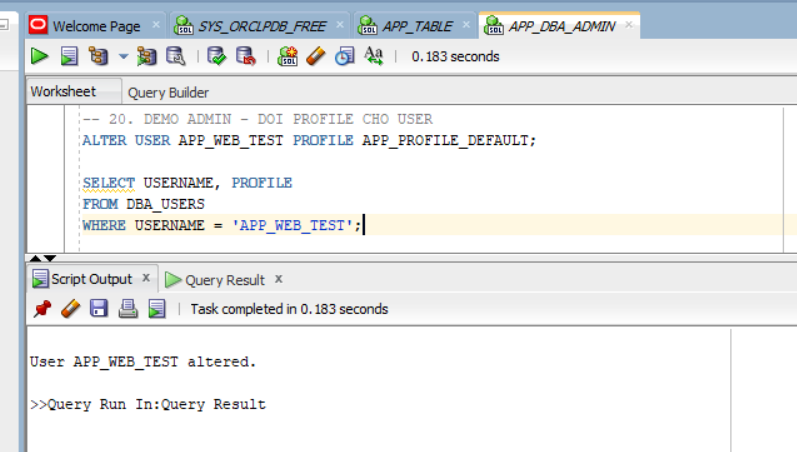 Welcome Page
SYS_ORCLPDB_FREE
APP_TABLE
APP_DBA_ADMIN
0.183 seconds
Worksheet
Query Builder
-- 20. DEMO ADMIN - DOI PROFILE CHO USER
ALTER USER APP_WEB_TEST PROFILE APP_PROFILE_DEFAULT;
SELECT USERNAME, PROFILE
FROM DBA_USERS
WHERE USERNAME = 'APP_WEB_TEST';
Script Output
Query Result
Task completed in 0.183 seconds
User APP_WEB_TEST altered.
>>Query Run In:Query Result